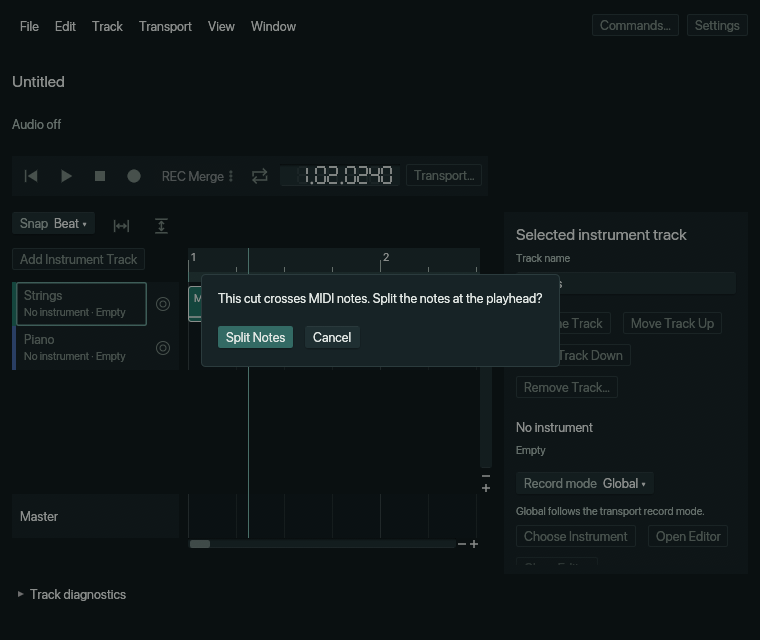 File Edit Track Transport View Window
Commands... Settings
Untitled
Audio off
REC Merge 1.02.0240 Transport...
Snap Beat
Add Instrument Track
1 2
Selected instrument track
Track name
Strings
No instrument · Empty
Piano
No instrument · Empty
This cut crosses MIDI notes. Split the notes at the playhead?
Split Notes Cancel
Track Move Track Up
Track Down
Remove Track...
No instrument
Empty
Record mode Global
Global follows the transport record mode.
Choose Instrument Open Editor
Master
Track diagnostics